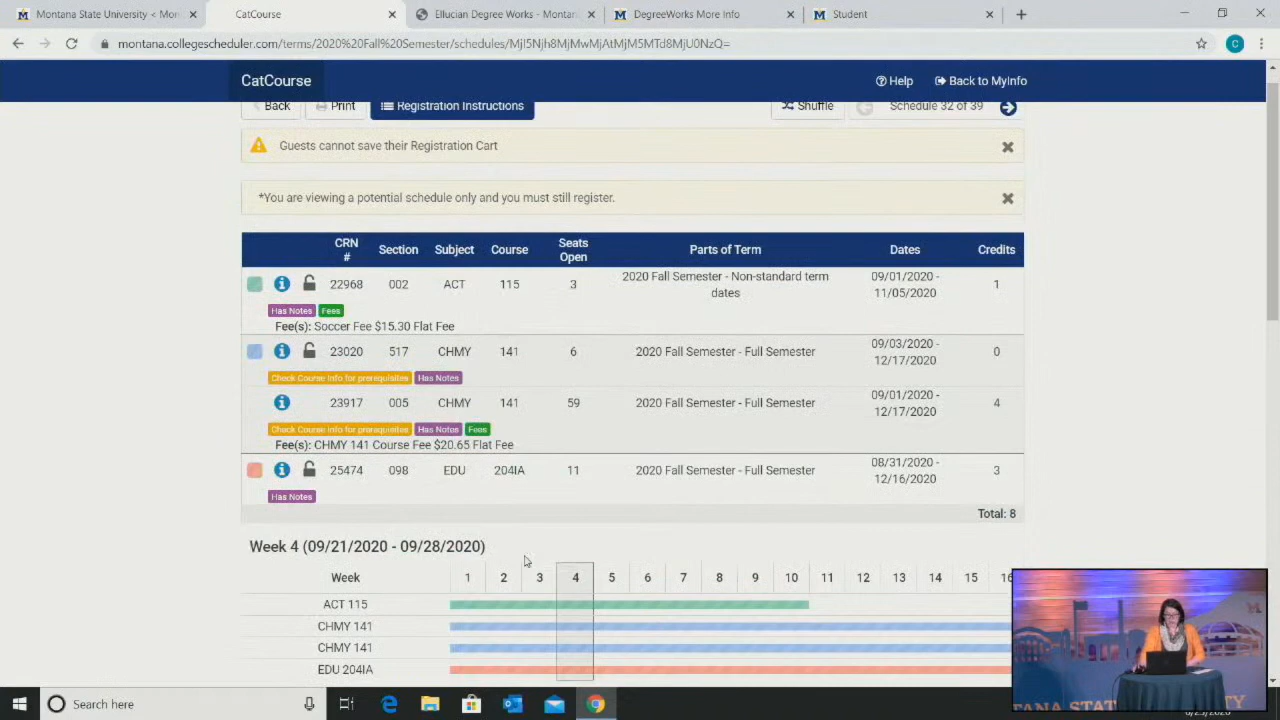 Montana State University < Mon
CatCourse
Ellucian Degree Works - Montan
DegreeWorks More Info
Student
montana.collegescheduler.com/terms/2020%20Fall%20Semester/schedules/
C
CatCourse
Help
Back to MyInfo
Back
Print
Registration Instructions
Shuffle
Schedule 32 of 39
Guests cannot save their Registration Cart
*You are viewing a potential schedule only and you must still register.
CRN # Section Subject Course Seats Open Parts of Term Dates Credits
22968 002 ACT 115 3 2020 Fall Semester - Non-standard term dates 09/01/2020 - 11/05/2020 1
Has Notes Fees
Fee(s): Soccer Fee $15.30 Flat Fee
23020 517 CHMY 141 6 2020 Fall Semester - Full Semester 09/03/2020 - 12/17/2020 0
Check Course Info for prerequisites Has Notes
23917 005 CHMY 141 59 2020 Fall Semester - Full Semester 09/01/2020 - 12/17/2020 4
Check Course Info for prerequisites Has Notes Fees
Fee(s): CHMY 141 Course Fee $20.65 Flat Fee
25474 098 EDU 204IA 11 2020 Fall Semester - Full Semester 08/31/2020 - 12/16/2020 3
Has Notes
Total: 8
Week 4 (09/21/2020 - 09/28/2020)
Week 1 2 3 4 5 6 7 8 9 10 11 12 13 14 15 16
ACT 115
CHMY 141
CHMY 141
EDU 204IA
Search here